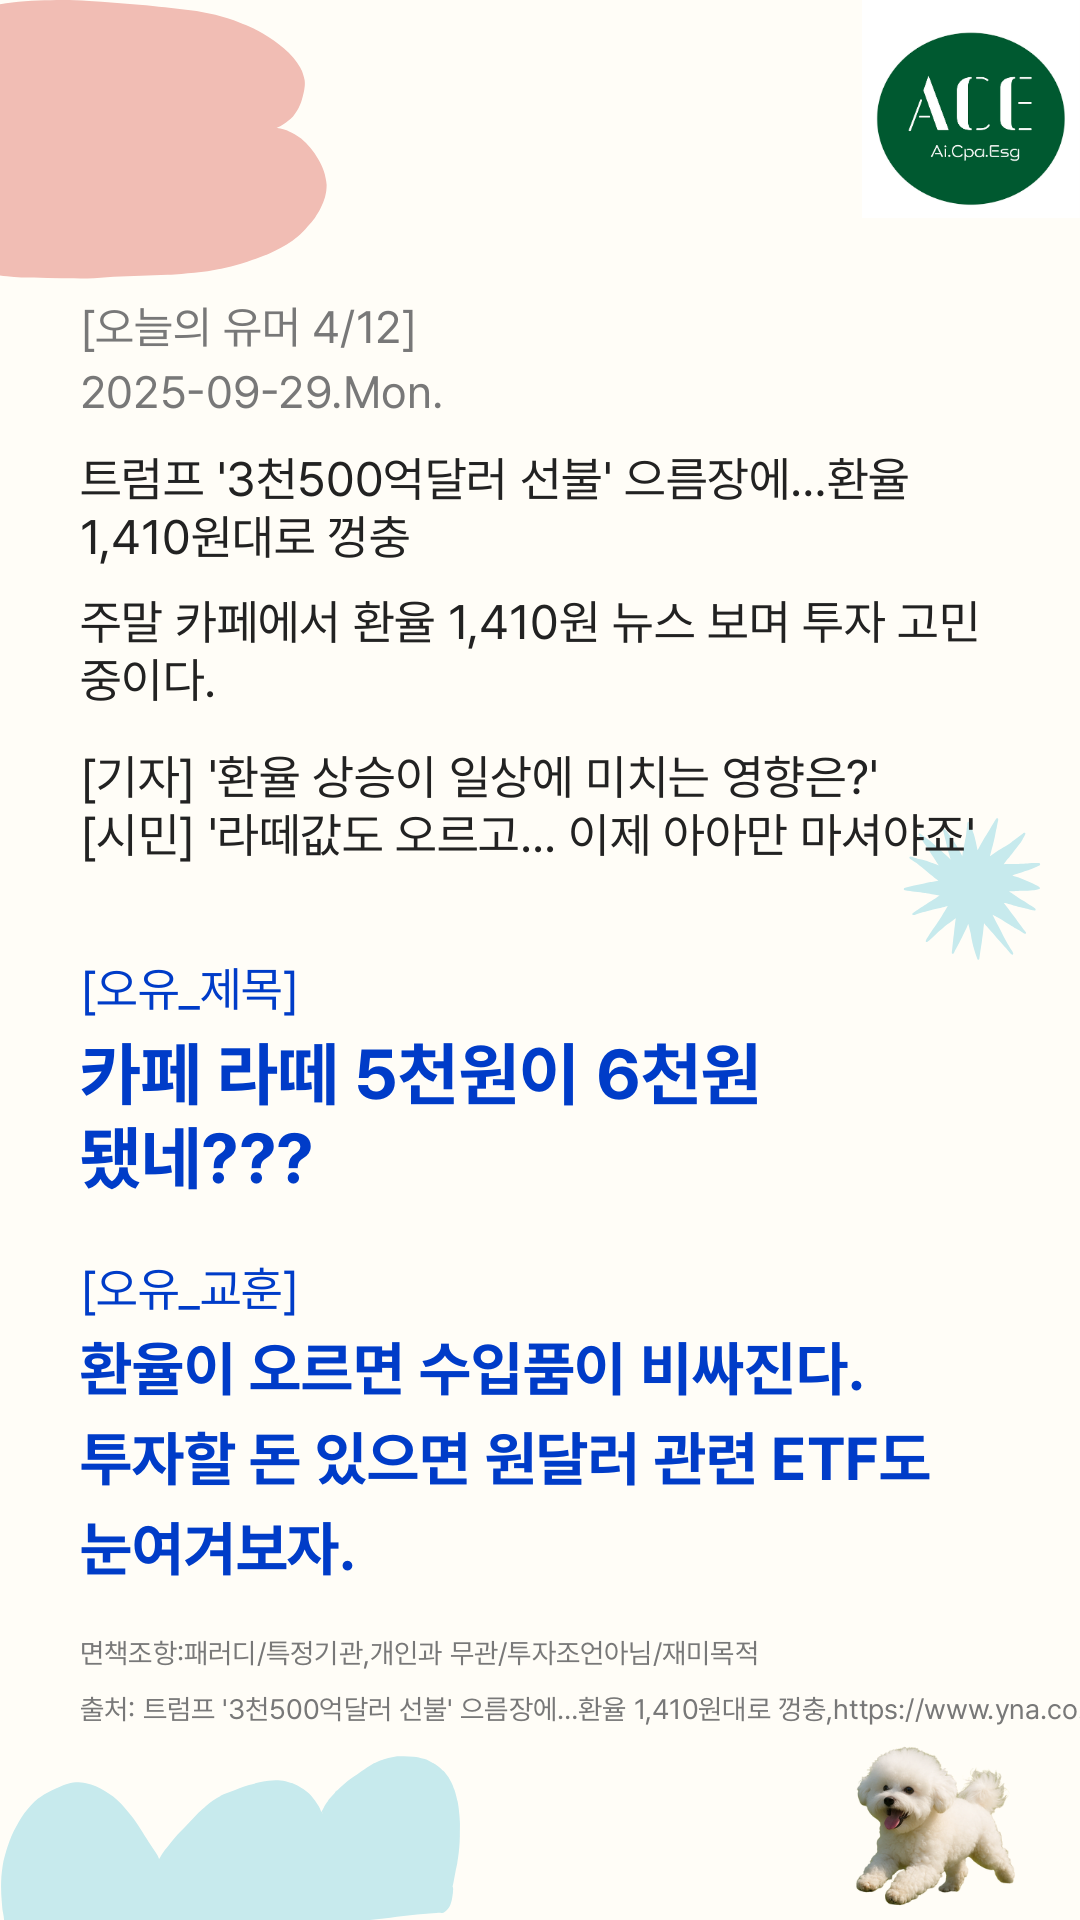 ACE
Ai.Cpa.Esg
[오늘의 유머 4/12]
2025-09-29.Mon.
트럼프 '3천500억달러 선불' 으름장에...환율
1,410원대로 껑충
주말 카페에서 환율 1,410원 뉴스 보며 투자 고민
중이다.
[기자] '환율 상승이 일상에 미치는 영향은?'
[시민] '라떼값도 오르고... 이제 아아만 마셔야죠'
[오유_제목]
카페 라떼 5천원이 6천원
됐네???
[오유_교훈]
환율이 오르면 수입품이 비싸진다.
투자할 돈 있으면 원달러 관련 ETF도
눈여겨보자.
면책조항:패러디/특정기관,개인과 무관/투자조언아님/재미목적
출처: 트럼프 '3천500억달러 선불' 으름장에...환율 1,410원대로 껑충,https://www.yna.co